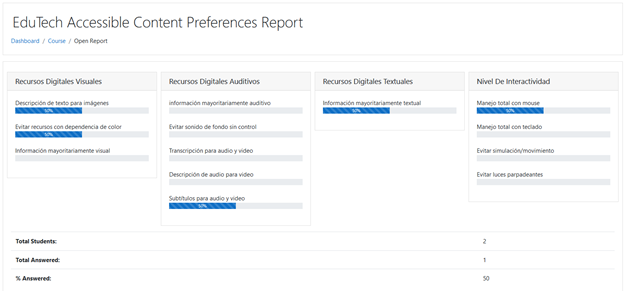 EduTech Accessible Content Preferences Report
Dashboard / Course / Open Report
Recursos Digitales Visuales
Descripción de texto para imágenes
50%
Evitar recursos con dependencia de color
50%
Información mayoritariamente visual
Recursos Digitales Auditivos
información mayoritariamente auditivo
Evitar sonido de fondo sin control
Transcripción para audio y video
Descripción de audio para video
Subtítulos para audio y video
50%
Recursos Digitales Textuales
Información mayoritariamente textual
50%
Nivel De Interactividad
Manejo total con mouse
50%
Manejo total con teclado
Evitar simulación/movimiento
Evitar luces parpadeantes
Total Students: 2
Total Answered: 1
% Answered: 50